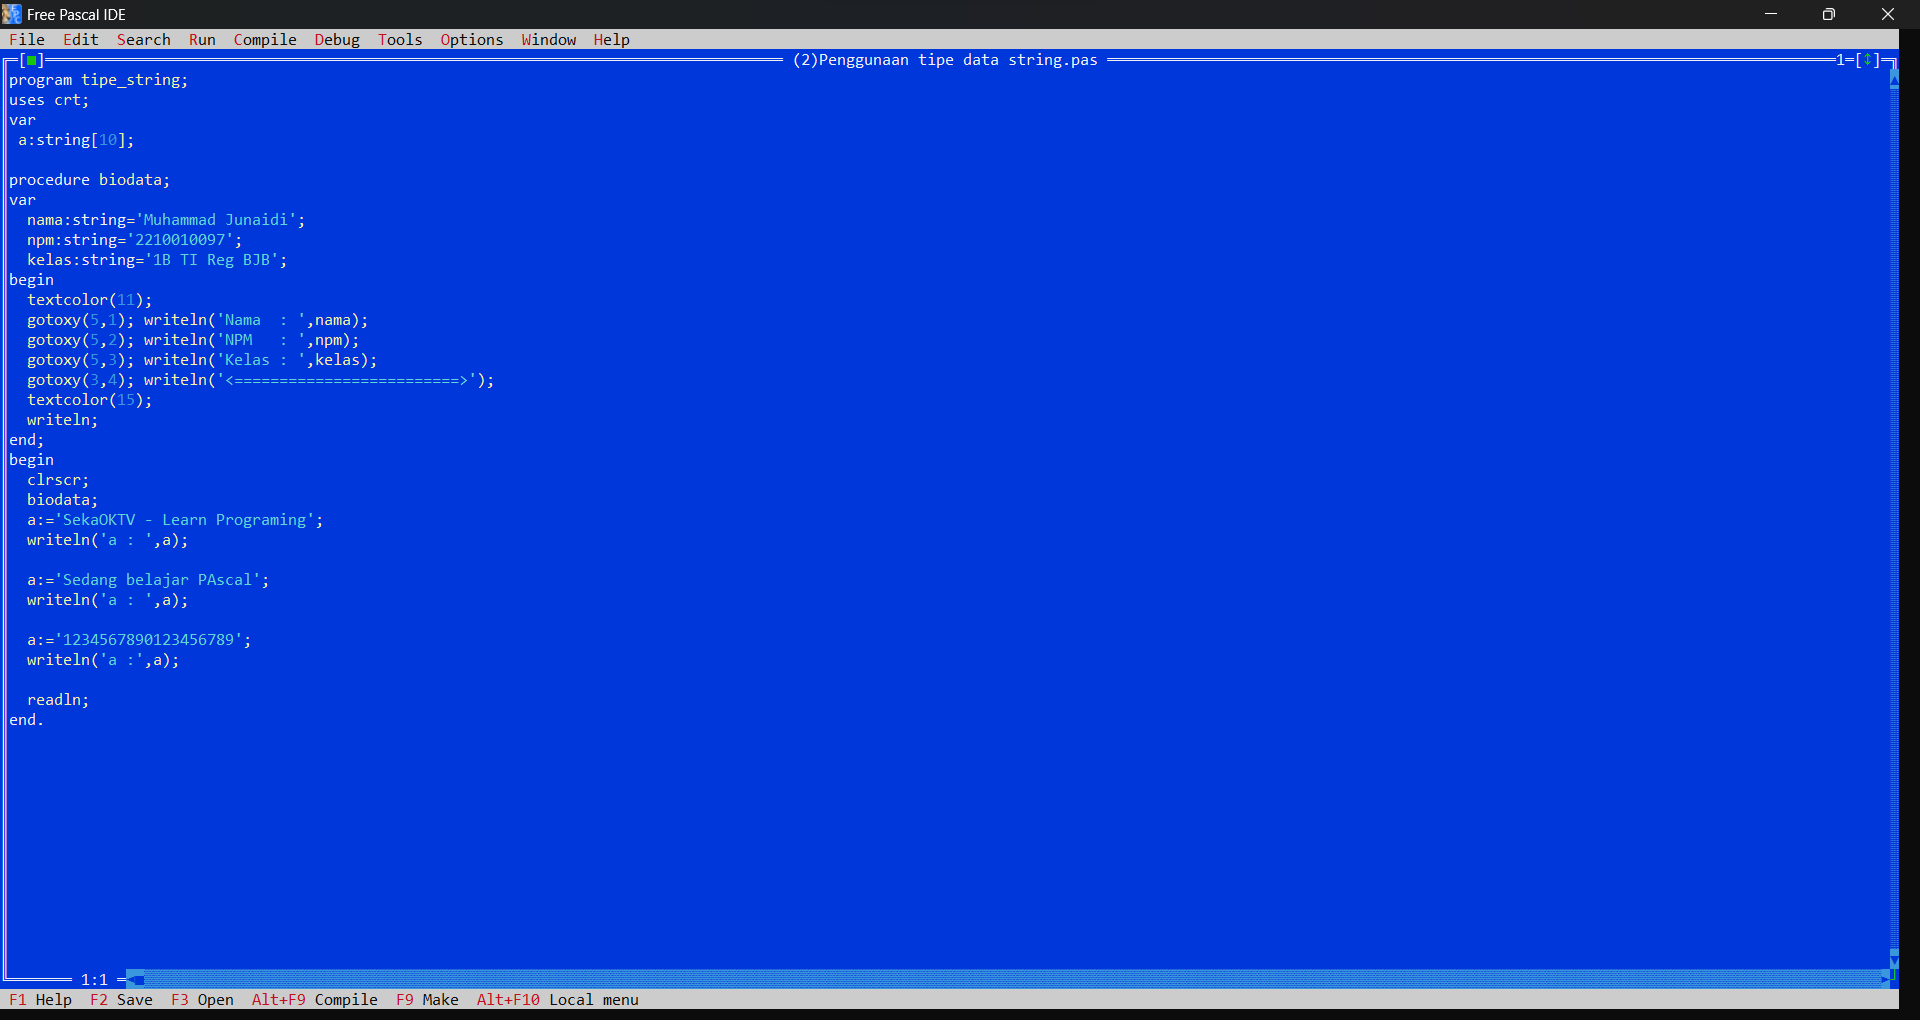 Free Pascal IDE
File Edit Search Run Compile Debug Tools Options Window Help
[■] (2)Penggunaan tipe data string.pas 1=[↕]
program tipe_string;
uses crt;
var
 a:string[10];
procedure biodata;
var
  nama:string='Muhammad Junaidi';
  npm:string='2210010097';
  kelas:string='1B TI Reg BJB';
begin
  textcolor(11);
  gotoxy(5,1); writeln('Nama  : ',nama);
  gotoxy(5,2); writeln('NPM   : ',npm);
  gotoxy(5,3); writeln('Kelas : ',kelas);
  gotoxy(3,4); writeln('<=========================>');
  textcolor(15);
  writeln;
end;
begin
  clrscr;
  biodata;
  a:='SekaOKTV - Learn Programing';
  writeln('a : ',a);
  a:='Sedang belajar PAscal';
  writeln('a : ',a);
  a:='1234567890123456789';
  writeln('a :',a);
  readln;
end.
1:1
F1 Help F2 Save F3 Open Alt+F9 Compile F9 Make Alt+F10 Local menu